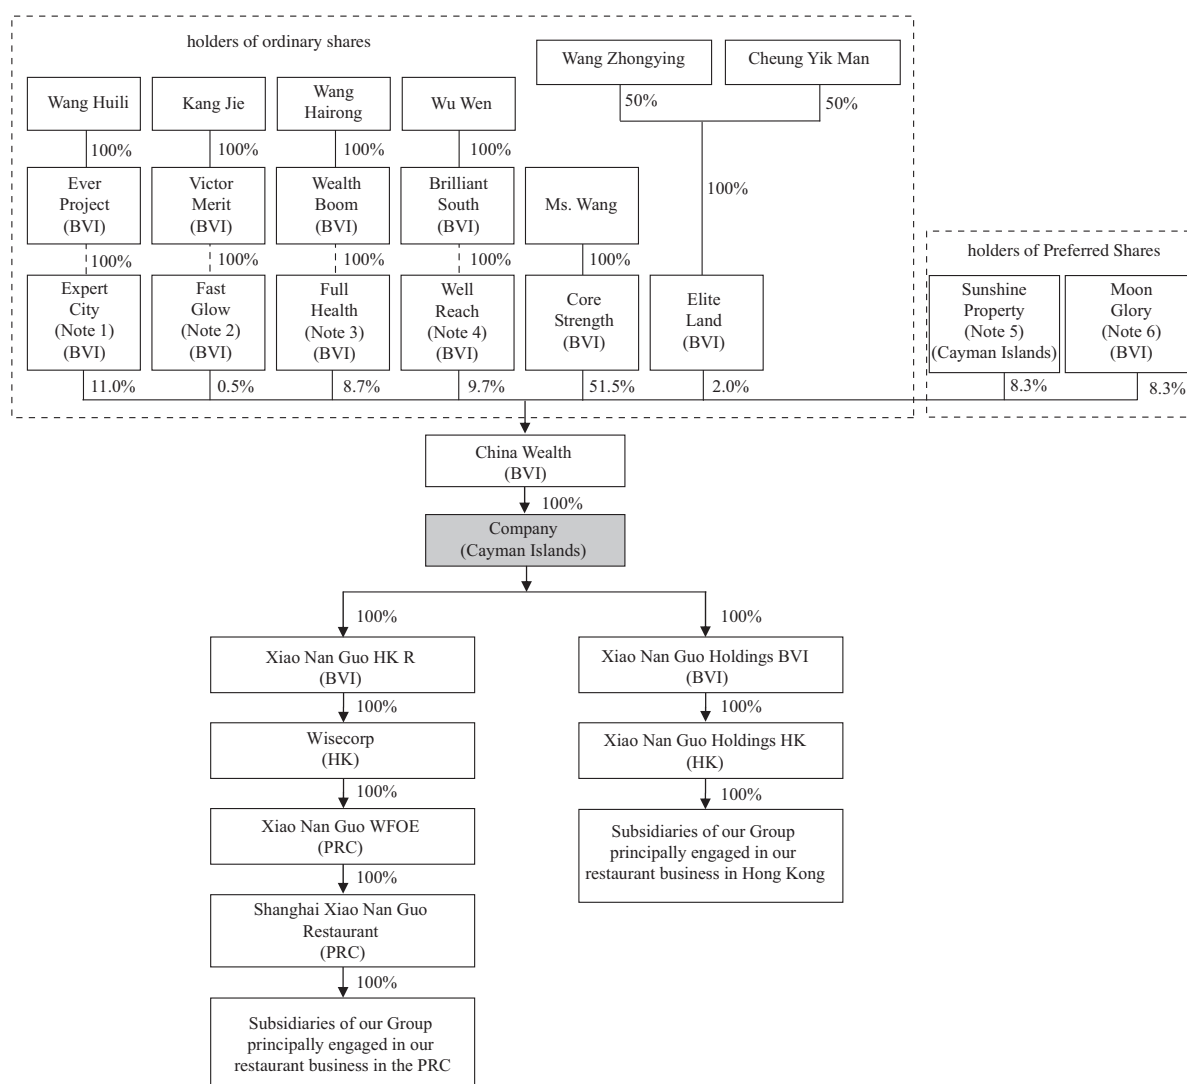 holders of ordinary shares
Wang Zhongying
Cheung Yik Man
Wang Huili
Kang Jie
Wang
Hairong
Wu Wen
50%
50%
100%
100%
100%
100%
Ever
Project
(BVI)
Victor
Merit
(BVI)
Wealth
Boom
(BVI)
Brilliant
South
(BVI)
Ms. Wang
100%
holders of Preferred Shares
100%
100%
100%
100%
100%
Expert
City
(Note 1)
(BVI)
Fast
Glow
(Note 2)
(BVI)
Full
Health
(Note 3)
(BVI)
Well
Reach
(Note 4)
(BVI)
Core
Strength
(BVI)
Elite
Land
(BVI)
Sunshine
Property
(Note 5)
(Cayman Islands)
Moon
Glory
(Note 6)
(BVI)
11.0%
0.5%
8.7%
9.7%
51.5%
2.0%
8.3%
8.3%
China Wealth
(BVI)
100%
Company
(Cayman Islands)
100%
100%
Xiao Nan Guo HK R
(BVI)
Xiao Nan Guo Holdings BVI
(BVI)
100%
100%
Wisecorp
(HK)
Xiao Nan Guo Holdings HK
(HK)
100%
100%
Xiao Nan Guo WFOE
(PRC)
Subsidiaries of our Group
principally engaged in our
restaurant business in Hong Kong
100%
Shanghai Xiao Nan Guo
Restaurant
(PRC)
100%
Subsidiaries of our Group
principally engaged in our
restaurant business in the PRC